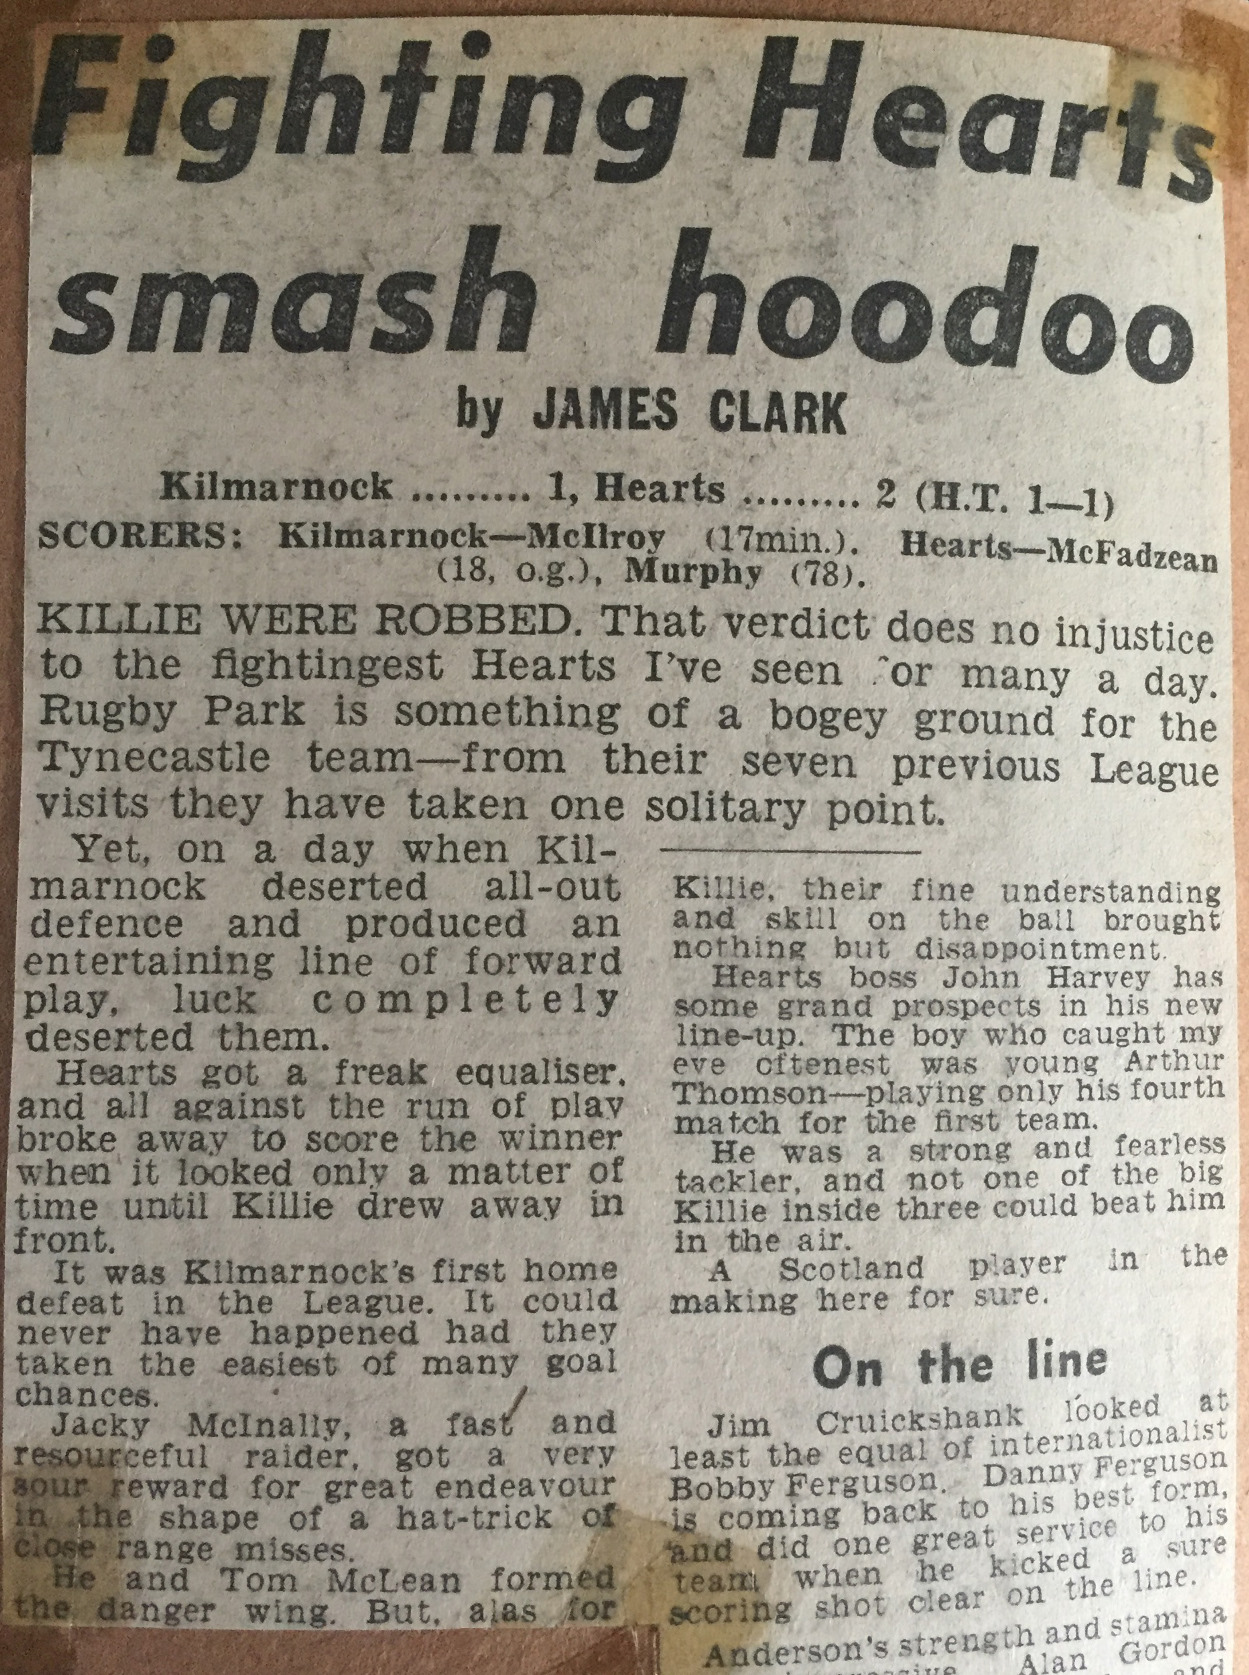 Fighting Hearts
smash hoodoo
by JAMES CLARK
Kilmarnock ......... 1, Hearts ......... 2 (H.T. 1—1)
SCORERS: Kilmarnock—McIlroy (17min.). Hearts—McFadzean
(18, o.g.), Murphy (78).
KILLIE WERE ROBBED. That verdict does no injustice
to the fightingest Hearts I've seen or many a day.
Rugby Park is something of a bogey ground for the
Tynecastle team—from their seven previous League
visits they have taken one solitary point.
Yet, on a day when Kil-
marnock deserted all-out
defence and produced an
entertaining line of forward
play, luck completely
deserted them.
Hearts got a freak equaliser,
and all against the run of play
broke away to score the winner
when it looked only a matter of
time until Killie drew away in
front.
It was Kilmarnock's first home
defeat in the League. It could
never have happened had they
taken the easiest of many goal
chances.
Jacky McInally, a fast and
resourceful raider, got a very
sour reward for great endeavour
in the shape of a hat-trick of
close range misses.
He and Tom McLean formed
the danger wing. But, alas for
Killie, their fine understanding
and skill on the ball brought
nothing but disappointment.
Hearts boss John Harvey has
some grand prospects in his new
line-up. The boy who caught my
eye oftenest was young Arthur
Thomson—playing only his fourth
match for the first team.
He was a strong and fearless
tackler, and not one of the big
Killie inside three could beat him
in the air.
A Scotland player in the
making here for sure.
On the line
Jim Cruickshank looked at
least the equal of internationalist
Bobby Ferguson. Danny Ferguson
is coming back to his best form,
and did one great service to his
team when he kicked a sure
scoring shot clear on the line.
Anderson's strength and stamina
Alan Gordon
and